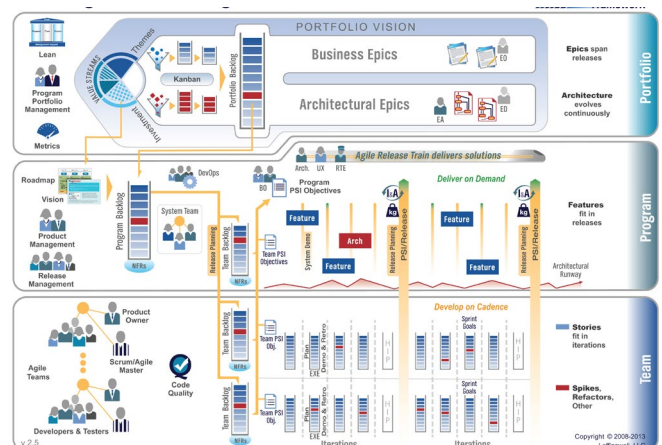 PORTFOLIO VISION
Lean
Program
Portfolio
Management
Metrics
VALUE STREAMS
Themes
Investment
Kanban
Portfolio Backlog
Business Epics
EO
Architectural Epics
EA
EO
Epics span
releases
Architecture
evolves
continuously
Portfolio
Roadmap
Vision
Product
Management
Release
Management
Program Backlog
NFRs
DevOps
System Team
Release Planning
Team Backlog
NFRs
BO
Arch. UX RTE
Agile Release Train delivers solutions
Program
PSI Objectives
Deliver on Demand
Team PSI
Objectives
Feature
System Demo
Feature
Arch
I&A
kg
Release Planning
PSI/Release
Feature
Feature
I&A
kg
Release Planning
PSI/Release
Architectural
Runway
Features
fit in
releases
Program
Develop on Cadence
Product
Owner
Scrum/Agile
Master
Agile
Teams
Developers & Testers
Code
Quality
Team Backlog
NFRs
Team PSI
Obj.
Plan
EXE
Demo & Retro
HIP
Sprint
Goals
HIP
Team Backlog
NFRs
Team PSI
Obj.
Plan
EXE
Demo & Retro
HIP
Sprint
Goals
HIP
Iterations
Iterations
Stories
fit in
iterations
Spikes,
Refactors,
Other
Team
v 2.5
Copyright © 2008-2013